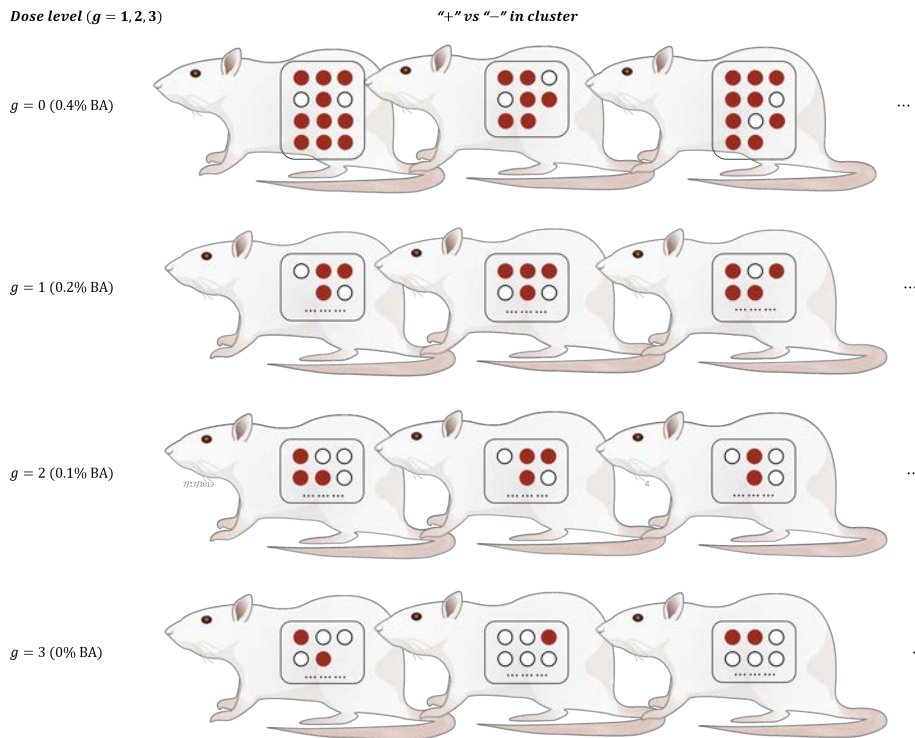 Dose level (g = 1, 2, 3) “+” vs “−” in cluster
g = 0 (0.4% BA) ...
g = 1 (0.2% BA) ...
... ... ... ... ... ... ... ... ...
g = 2 (0.1% BA) ..
7/17/2019 4
... ... ... ... ... ... ... ... ...
g = 3 (0% BA) .
... ... ... ... ... ... ... ... ...